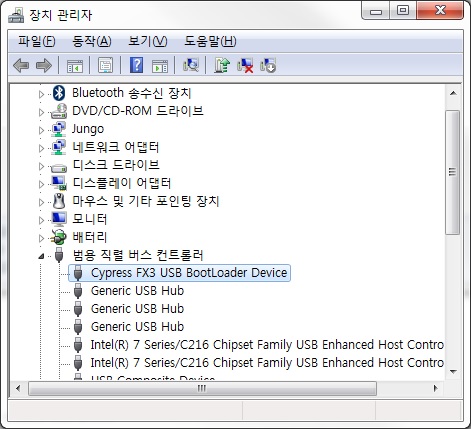 장치 관리자
파일(F) 동작(A) 보기(V) 도움말(H)
Bluetooth 송수신 장치
DVD/CD-ROM 드라이브
Jungo
네트워크 어댑터
디스크 드라이브
디스플레이 어댑터
마우스 및 기타 포인팅 장치
모니터
배터리
범용 직렬 버스 컨트롤러
Cypress FX3 USB BootLoader Device
Generic USB Hub
Generic USB Hub
Generic USB Hub
Intel(R) 7 Series/C216 Chipset Family USB Enhanced Host Contro
Intel(R) 7 Series/C216 Chipset Family USB Enhanced Host Contro
USB Composite Device